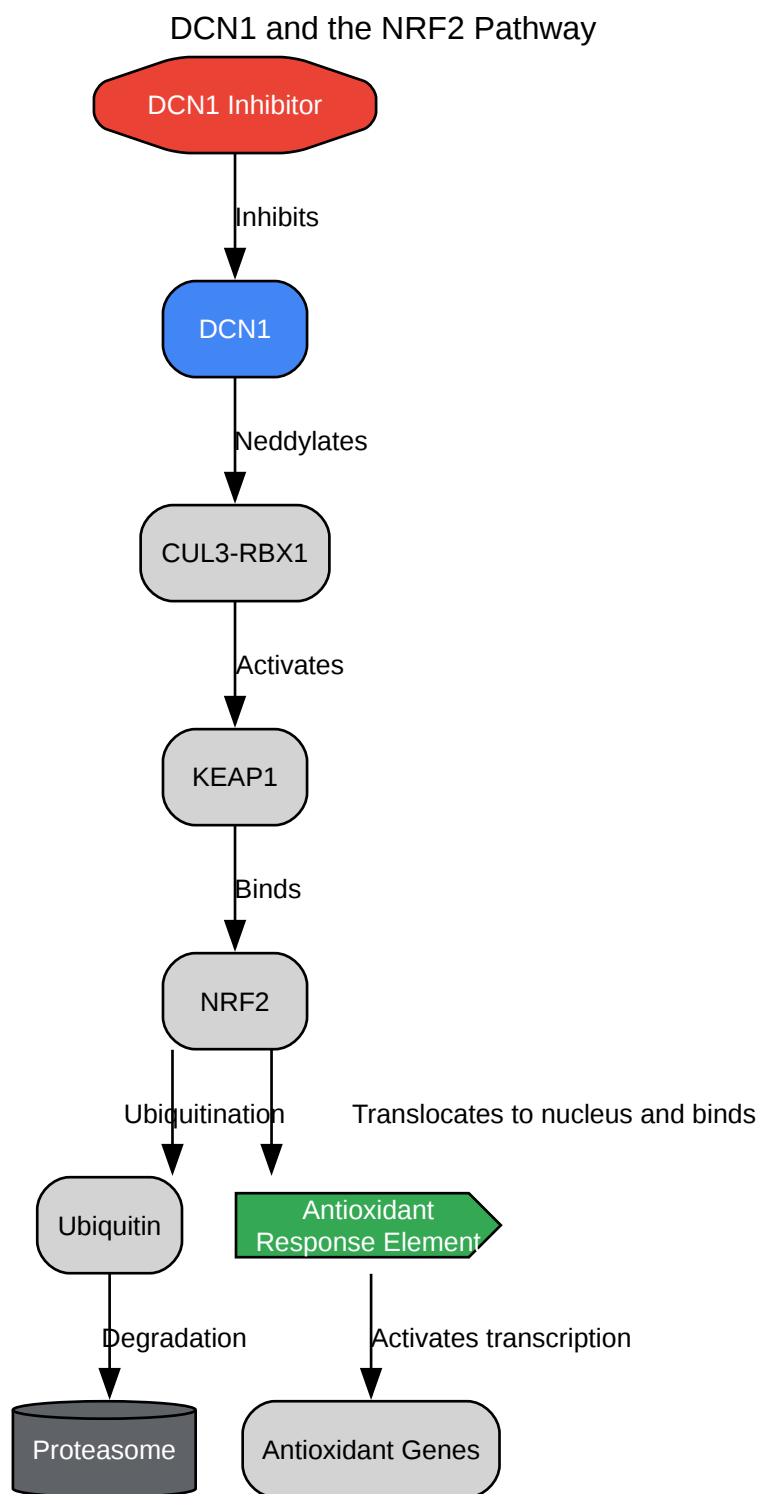 DCN1 and the NRF2 Pathway
DCN1 Inhibitor
Inhibits
DCN1
Neddylates
CUL3-RBX1
Activates
KEAP1
Binds
NRF2
Ubiquitination
Translocates to nucleus and binds
Ubiquitin
Antioxidant
Response Element
Degradation
Activates transcription
Proteasome
Antioxidant Genes